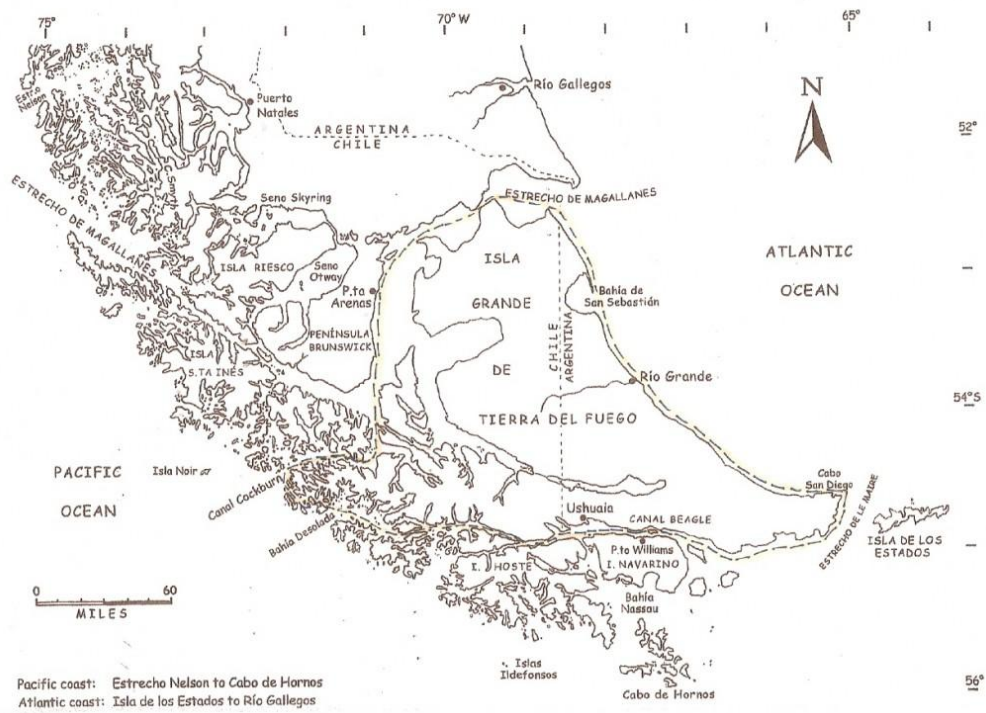 75°
70° W
65°
Estr.o
Nelson
Puerto
Natales
Río Gallegos
N
52°
ARGENTINA
CHILE
C. Smyth
ESTRECHO DE MAGALLANES
Seno Skyring
ESTRECHO DE MAGALLANES
ATLANTIC
OCEAN
ISLA RIESCO
Seno
Otway
ISLA
GRANDE
DE
TIERRA DEL FUEGO
P.ta
Arenas
Bahía de
San Sebastián
PENÍNSULA
BRUNSWICK
CHILE
ARGENTINA
ISLA
S.TA INÉS
Río Grande
54°S
PACIFIC
OCEAN
Isla Noir
Canal Cockburn
Cabo
San Diego
Bahía Desolada
Ushuaia
CANAL BEAGLE
ESTRECHO DE LE MAIRE
ISLA DE LOS
ESTADOS
P.to Williams
I. HOSTE
I. NAVARINO
Bahía
Nassau
0
60
MILES
Islas
Ildefonsos
Cabo de Hornos
56°
Pacific coast: Estrecho Nelson to Cabo de Hornos
Atlantic coast: Isla de los Estados to Río Gallegos